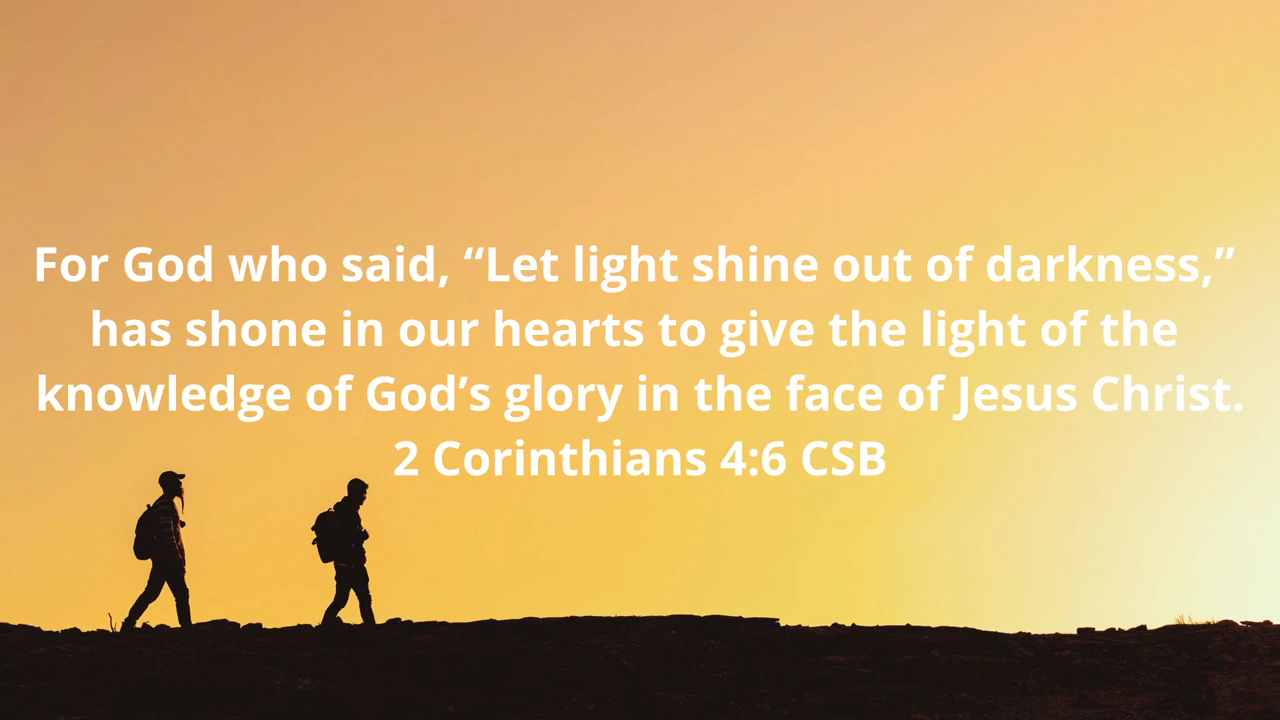 For God who said, “Let light shine out of darkness,”
has shone in our hearts to give the light of the
knowledge of God’s glory in the face of Jesus Christ.
2 Corinthians 4:6 CSB